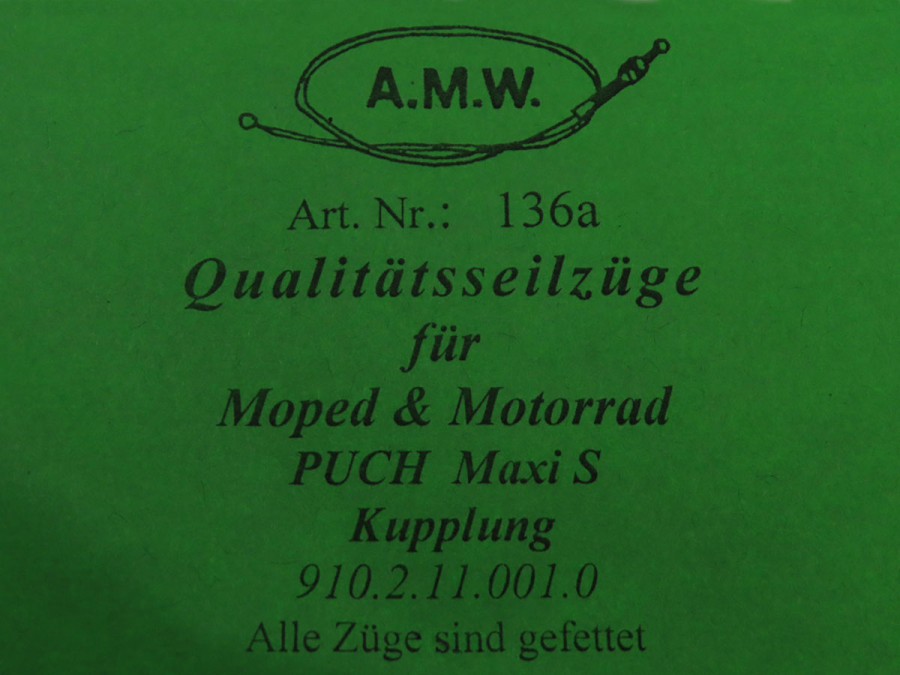 A.M.W.
Art. Nr.: 136a
Qualitätsseilzüge
für
Moped & Motorrad
PUCH Maxi S
Kupplung
910.2.11.001.0
Alle Züge sind gefettet